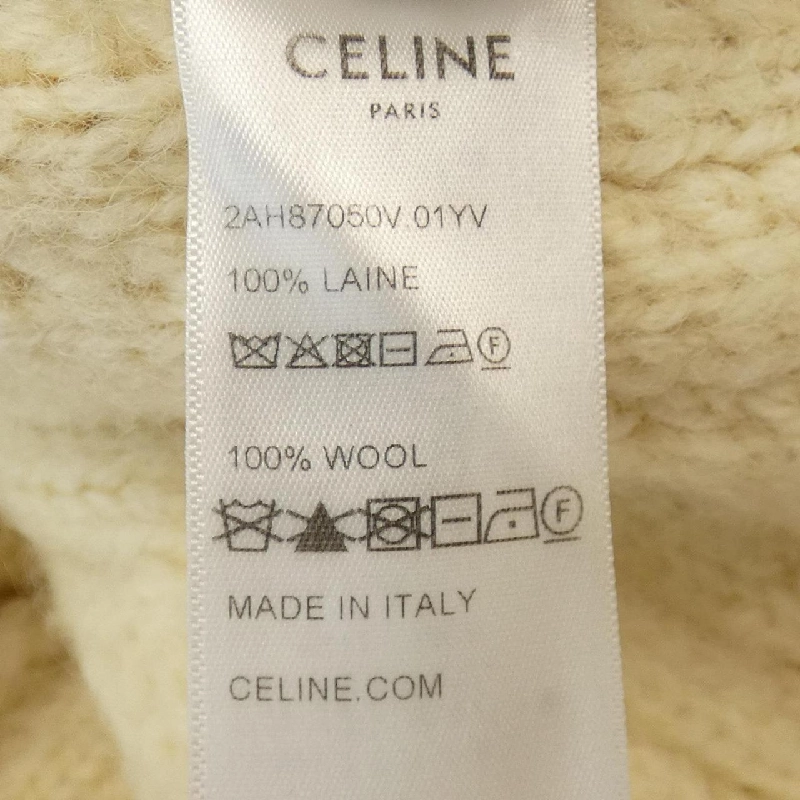 CELINE
PARIS
2AH87050V.01YV
100% LAINE
F
100% WOOL
F
MADE IN ITALY
CELINE.COM